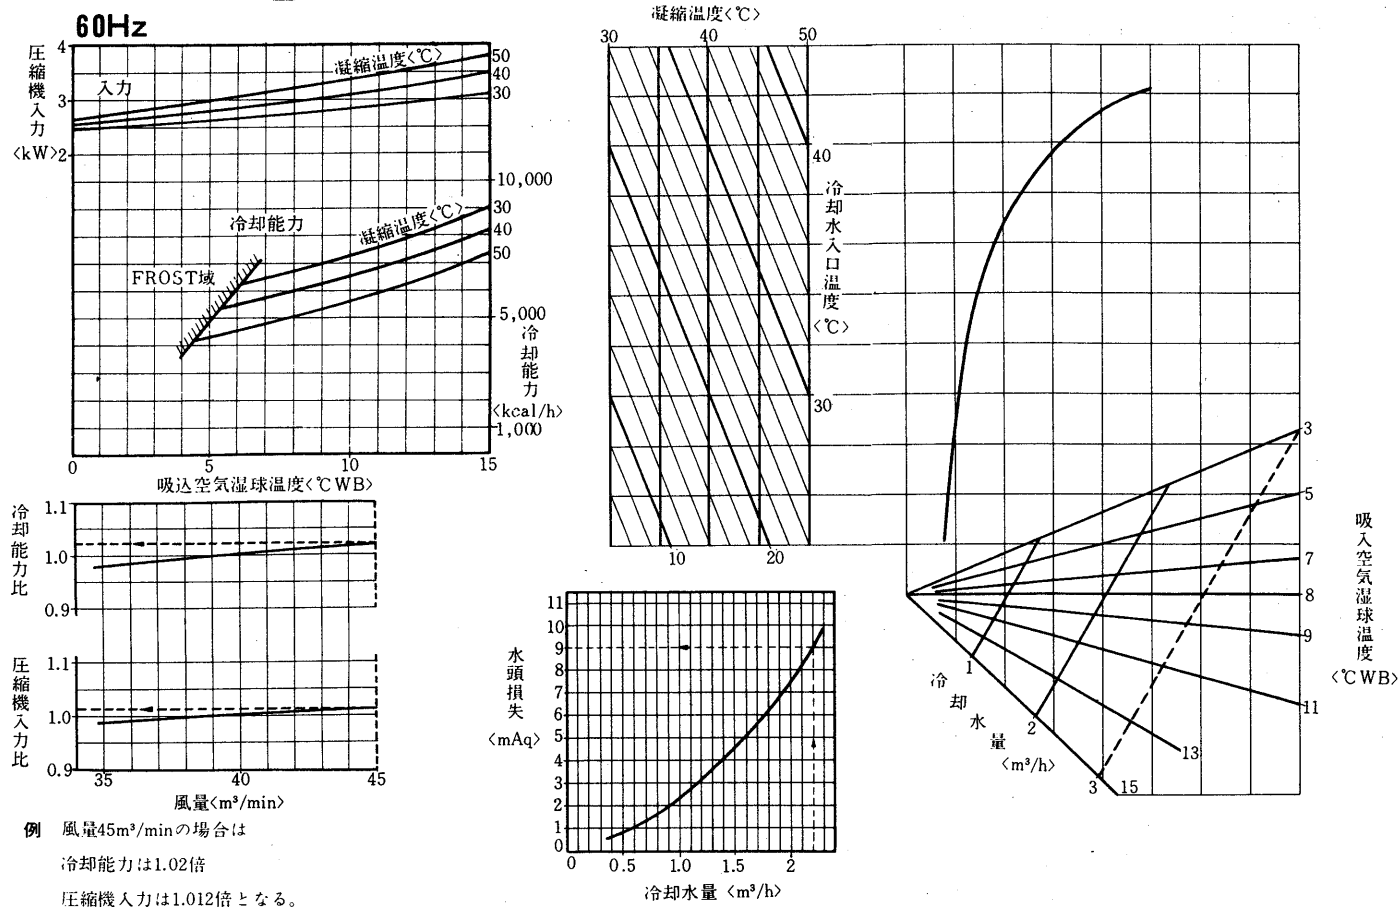 60Hz
圧縮機入力
<kW>
4
3
2
入力
凝縮温度<℃>
50
40
30
10,000
冷却能力
凝縮温度<℃>
30
40
50
FROST域
5,000
冷却能力
<kcal/h>
1,000
0
5
10
15
吸込空気湿球温度<℃WB>
冷却能力比
1.1
1.0
0.9
圧縮機入力比
1.1
1.0
0.9
35
40
45
風量<m³/min>
例 風量45m³/minの場合は
冷却能力は1.02倍
圧縮機入力は1.012倍となる。
凝縮温度<℃>
30
40
50
40
冷却水入口温度
<℃>
30
10
20
水頭損失
<mAq>
11
10
9
8
7
6
5
4
3
2
1
0
0
0.5
1.0
1.5
2
冷却水量<m³/h>
3
5
7
8
9
11
13
15
吸入空気湿球温度
<℃WB>
1
2
3
冷却水量
<m³/h>